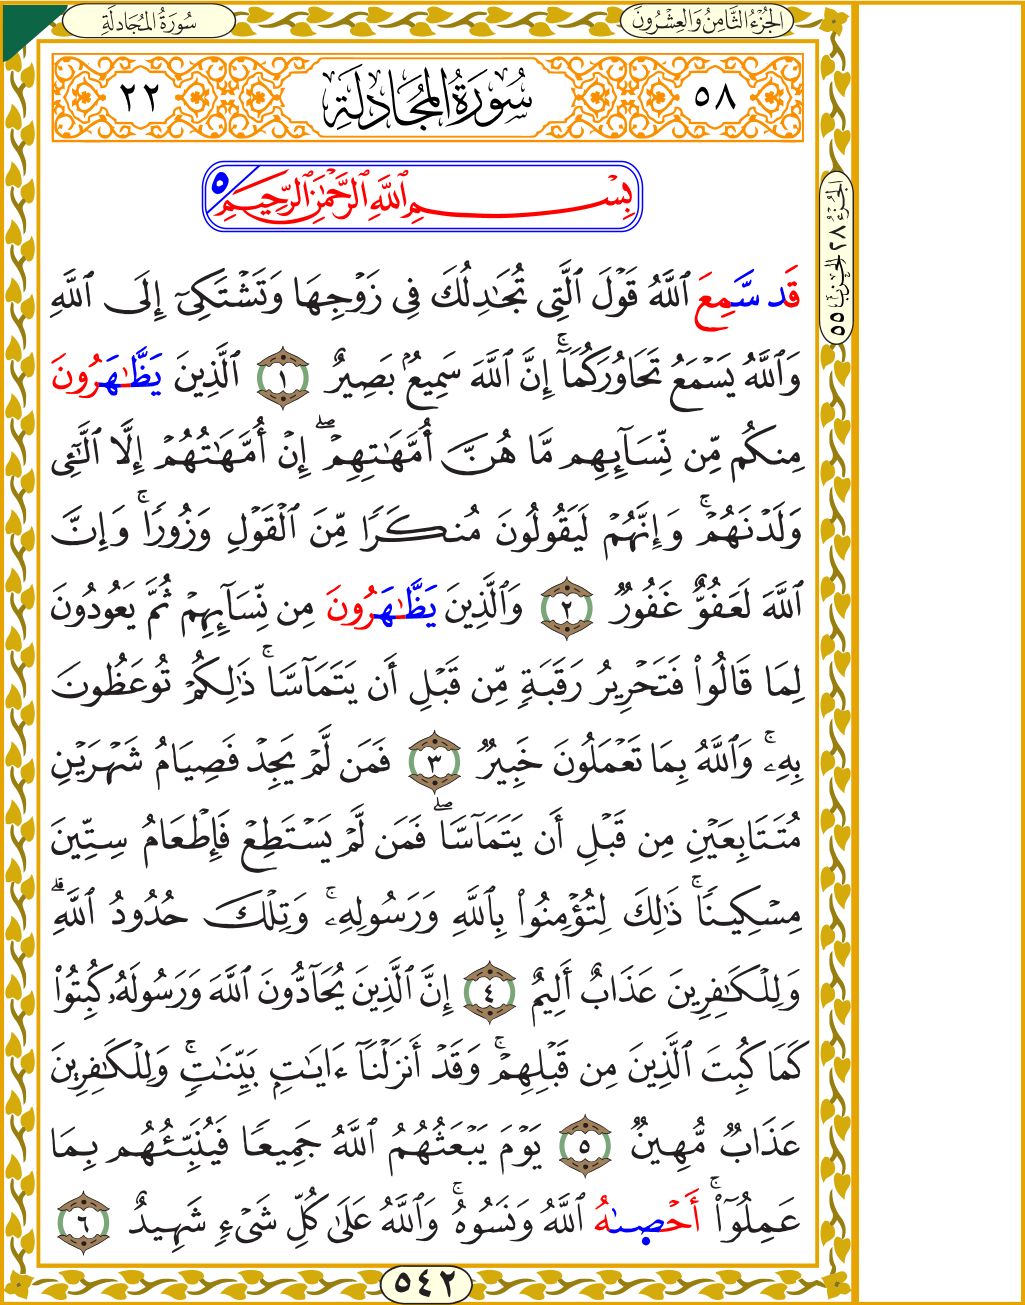 سُورَةُ المُجَادلَةِ
الجُزْءُ الثَّامِنُ وَالعِشْرُونَ
٥٨
سُورَةُ المُجَادلَةِ
٢٢
بِسْمِ ٱللَّهِ ٱلرَّحْمَٰنِ ٱلرَّحِيمِ ٥
قَد سَّمِعَ ٱللَّهُ قَوْلَ ٱلَّتِى تُجَٰدِلُكَ فِى زَوْجِهَا وَتَشْتَكِىٓ إِلَى ٱللَّهِ
وَٱللَّهُ يَسْمَعُ تَحَاوُرَكُمَآۚ إِنَّ ٱللَّهَ سَمِيعٌۢ بَصِيرٌ ١ ٱلَّذِينَ يَظَّٰهَرُونَ
مِنكُم مِّن نِّسَآئِهِم مَّا هُنَّ أُمَّهَٰتِهِمْۖ إِنْ أُمَّهَٰتُهُمْ إِلَّا ٱلَّٰٓـِٔى
وَلَدْنَهُمْۚ وَإِنَّهُمْ لَيَقُولُونَ مُنكَرًا مِّنَ ٱلْقَوْلِ وَزُورًاۚ وَإِنَّ
ٱللَّهَ لَعَفُوٌّ غَفُورٌ ٢ وَٱلَّذِينَ يَظَّٰهَرُونَ مِن نِّسَآئِهِمْ ثُمَّ يَعُودُونَ
لِمَا قَالُوا۟ فَتَحْرِيرُ رَقَبَةٍ مِّن قَبْلِ أَن يَتَمَآسَّاۚ ذَٰلِكُمْ تُوعَظُونَ
بِهِۦۚ وَٱللَّهُ بِمَا تَعْمَلُونَ خَبِيرٌ ٣ فَمَن لَّمْ يَجِدْ فَصِيَامُ شَهْرَيْنِ
مُتَتَابِعَيْنِ مِن قَبْلِ أَن يَتَمَآسَّاۖ فَمَن لَّمْ يَسْتَطِعْ فَإِطْعَامُ سِتِّينَ
مِسْكِينًاۚ ذَٰلِكَ لِتُؤْمِنُوا۟ بِٱللَّهِ وَرَسُولِهِۦۚ وَتِلْكَ حُدُودُ ٱللَّهِۗ
وَلِلْكَٰفِرِينَ عَذَابٌ أَلِيمٌ ٤ إِنَّ ٱلَّذِينَ يُحَآدُّونَ ٱللَّهَ وَرَسُولَهُۥ كُبِتُوا۟
كَمَا كُبِتَ ٱلَّذِينَ مِن قَبْلِهِمْۚ وَقَدْ أَنزَلْنَآ ءَايَٰتٍۭ بَيِّنَٰتٍۚ وَلِلْكَٰفِرِينَ
عَذَابٌ مُّهِينٌ ٥ يَوْمَ يَبْعَثُهُمُ ٱللَّهُ جَمِيعًا فَيُنَبِّئُهُم بِمَا
عَمِلُوٓا۟ۚ أَحْصٜىٰهُ ٱللَّهُ وَنَسُوهُۚ وَٱللَّهُ عَلَىٰ كُلِّ شَىْءٍ شَهِيدٌ ٦
الجُزْءُ ٢٨ الحِزْبُ ٥٥
٥٤٢